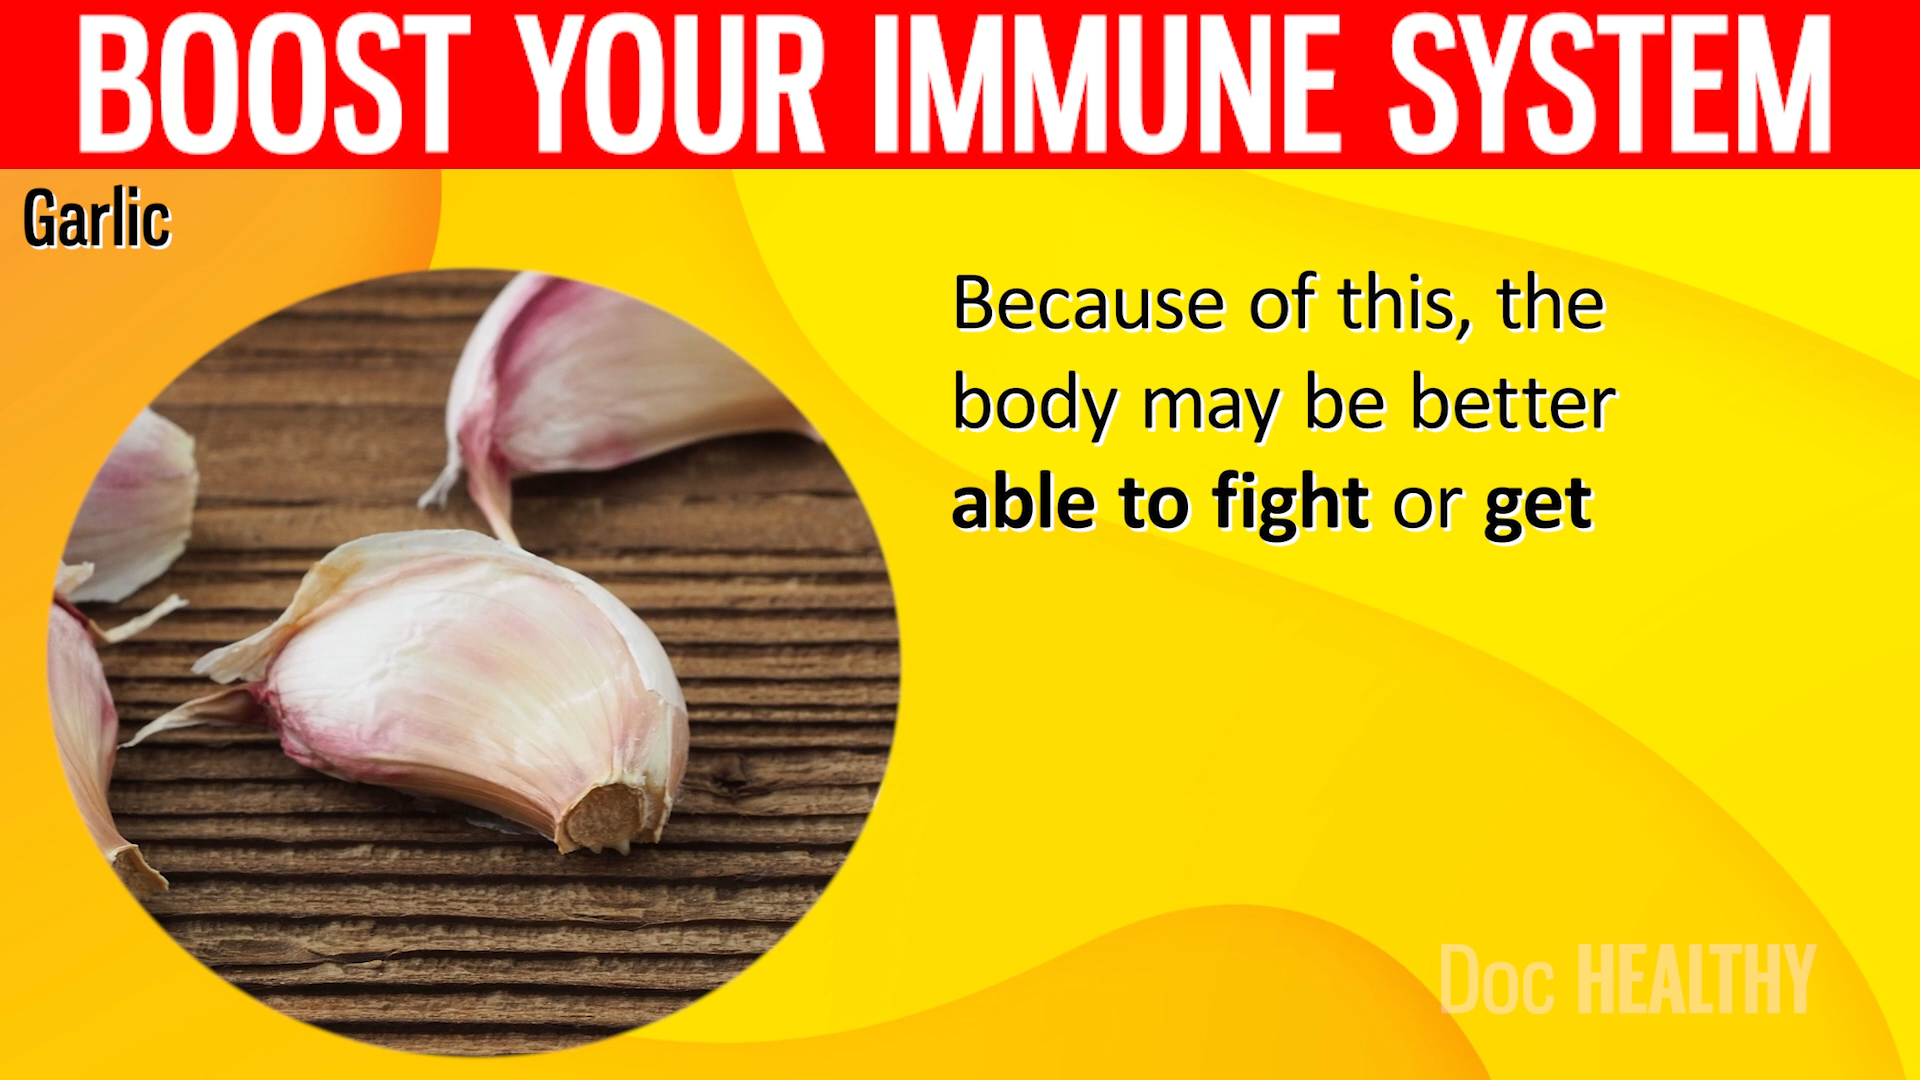 BOOST YOUR IMMUNE SYSTEM
Garlic
Because of this, the
body may be better
able to fight or get
Doc HEALTHY